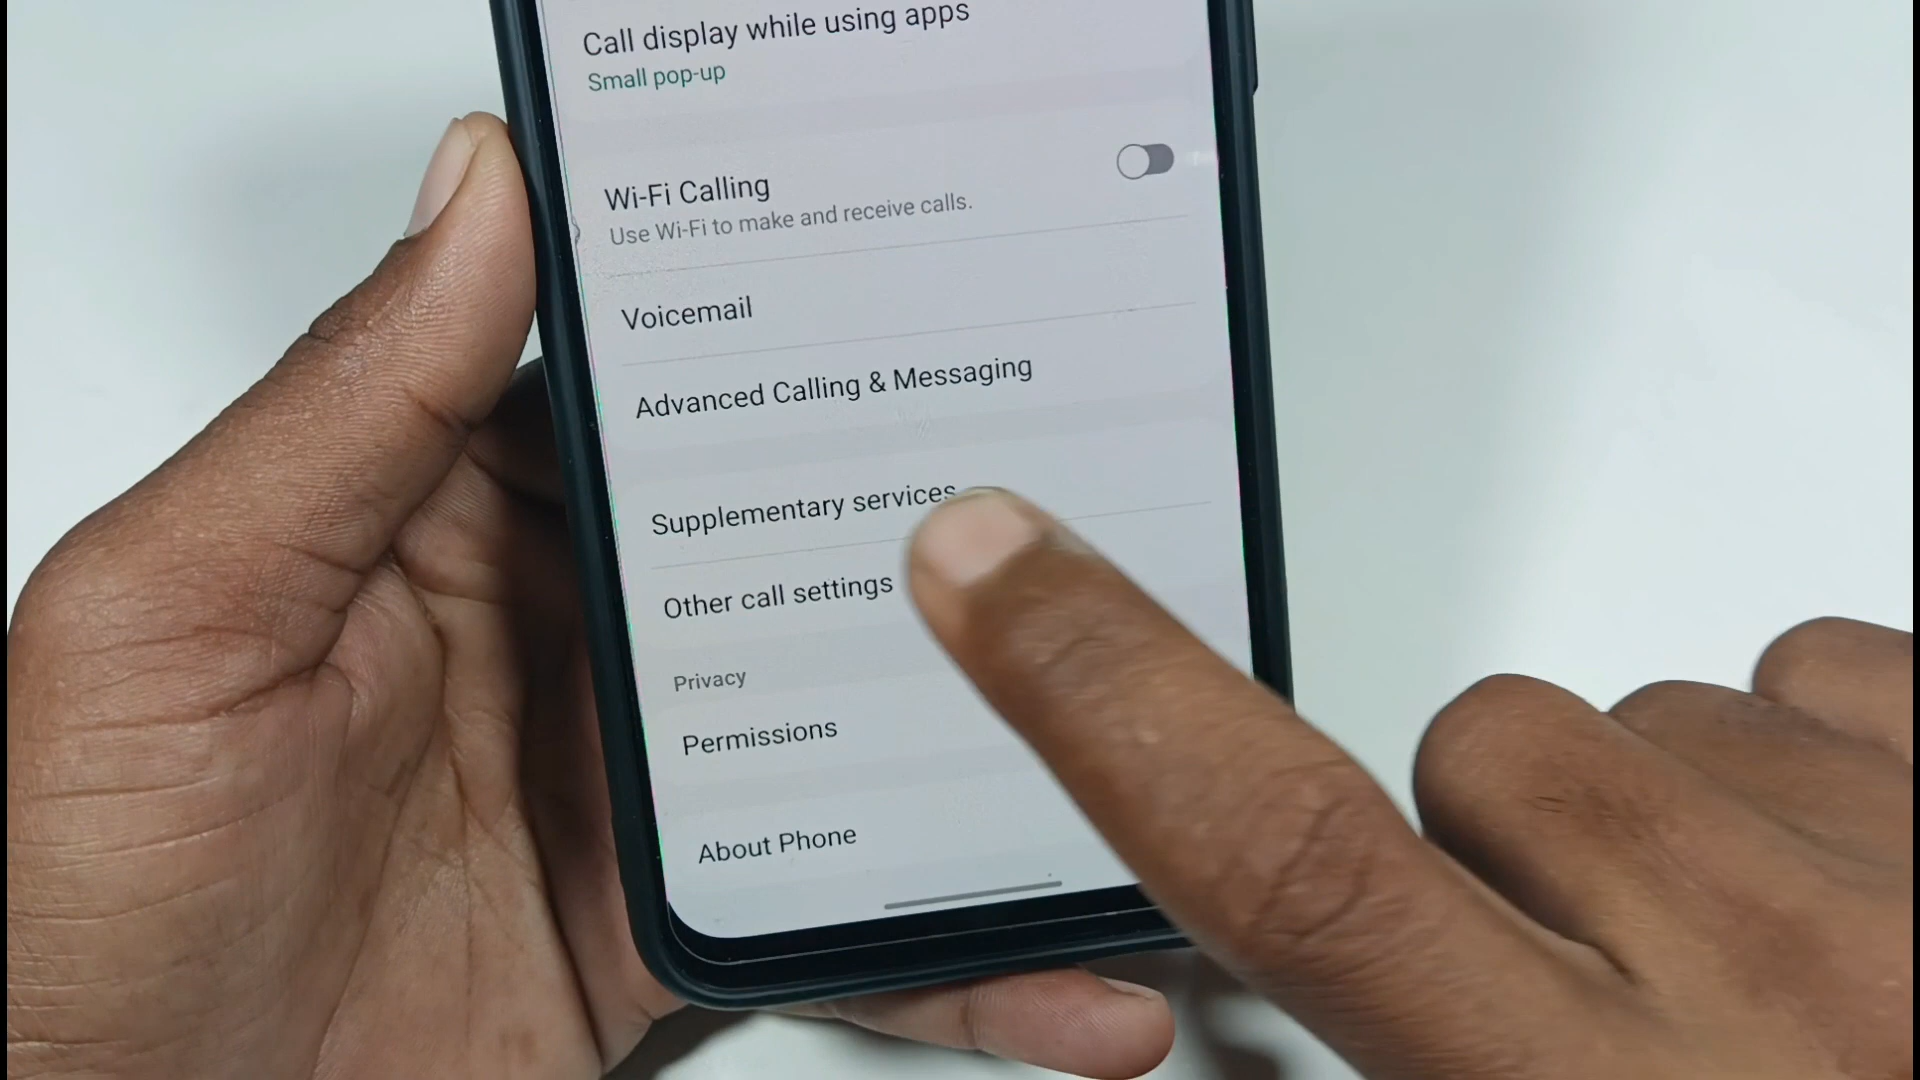 Call display while using apps
Small pop-up
Wi-Fi Calling
Use Wi-Fi to make and receive calls.
Voicemail
Advanced Calling & Messaging
Supplementary services
Other call settings
Privacy
Permissions
About Phone